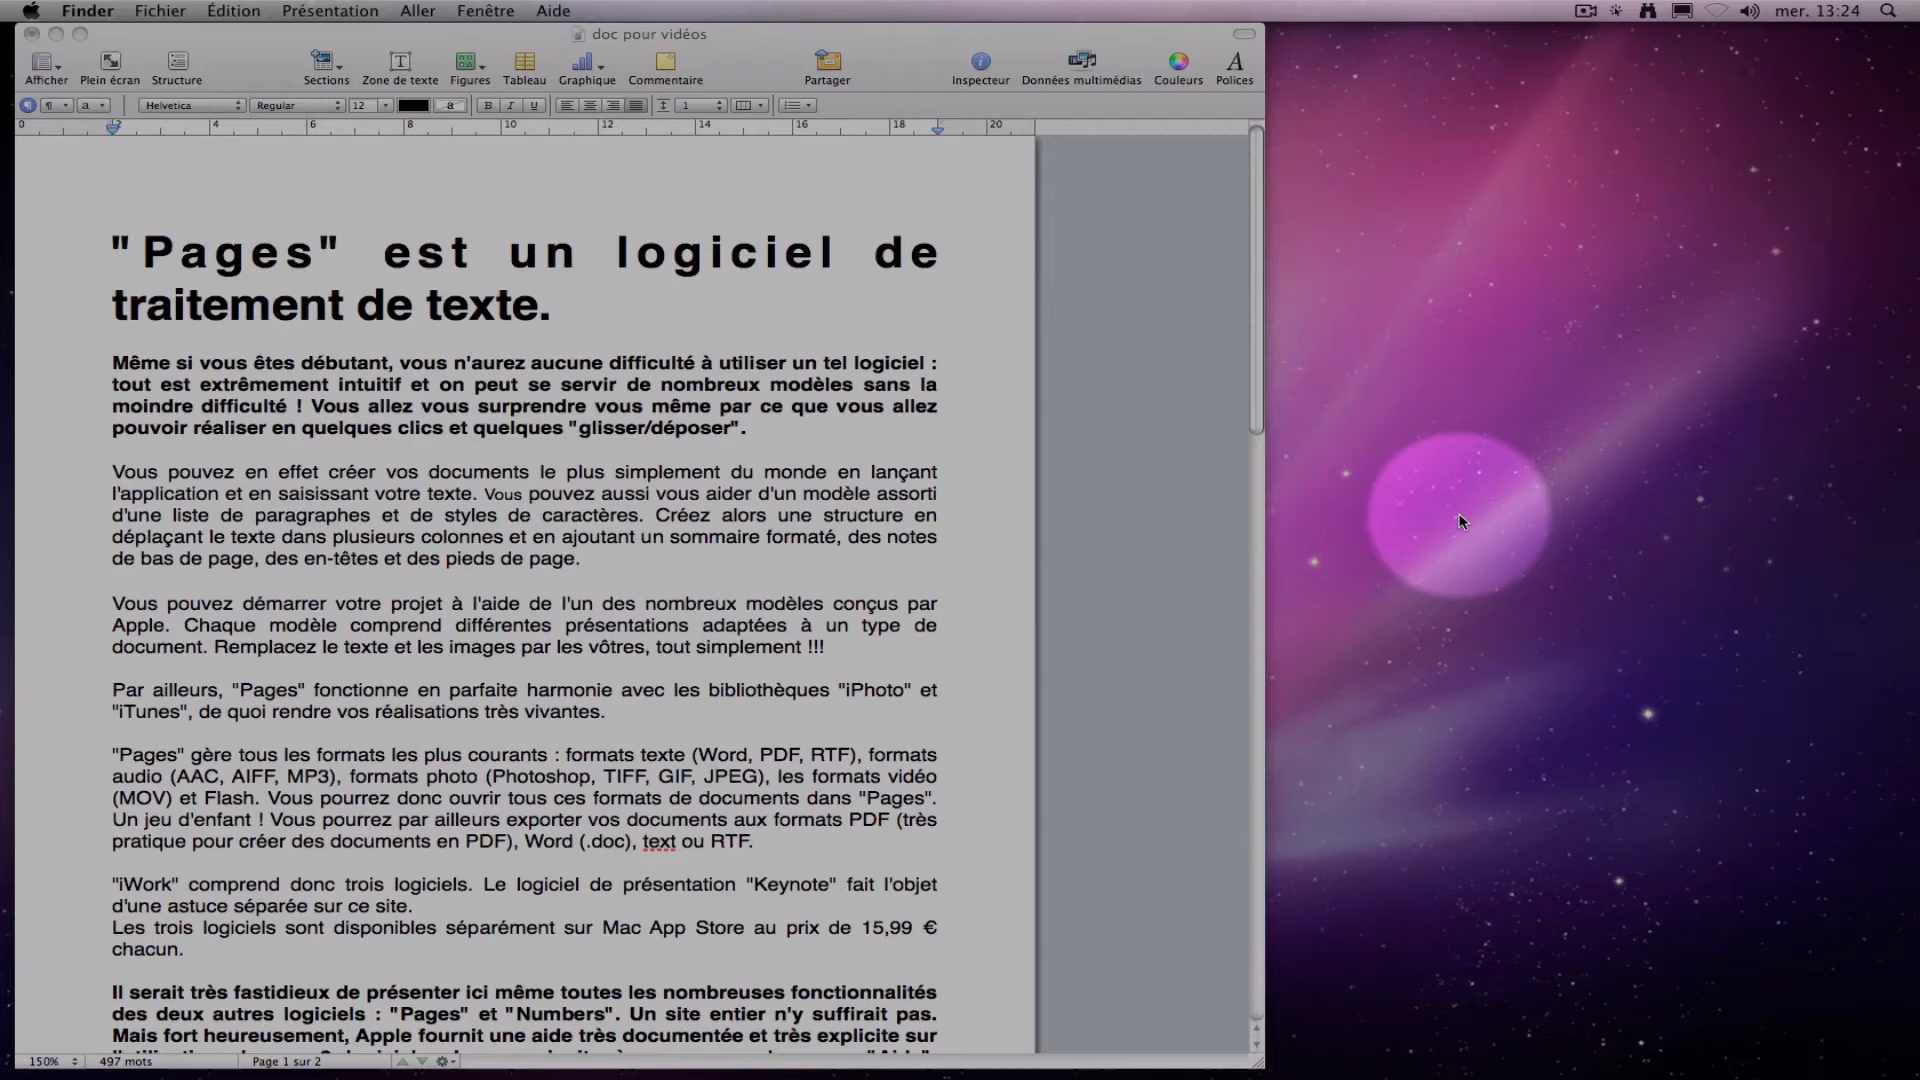 Finder Fichier Édition Présentation Aller Fenêtre Aide mer. 13:24
doc pour vidéos
Afficher Plein écran Structure Sections Zone de texte Figures Tableau Graphique Commentaire Partager Inspecteur Données multimédias Couleurs Polices
¶ a Helvetica Regular 12 a B I U 1
0 2 4 6 8 10 12 14 16 18 20
"Pages" est un logiciel de
traitement de texte.
Même si vous êtes débutant, vous n'aurez aucune difficulté à utiliser un tel logiciel :
tout est extrêmement intuitif et on peut se servir de nombreux modèles sans la
moindre difficulté ! Vous allez vous surprendre vous même par ce que vous allez
pouvoir réaliser en quelques clics et quelques "glisser/déposer".
Vous pouvez en effet créer vos documents le plus simplement du monde en lançant
l'application et en saisissant votre texte. Vous pouvez aussi vous aider d'un modèle assorti
d'une liste de paragraphes et de styles de caractères. Créez alors une structure en
déplaçant le texte dans plusieurs colonnes et en ajoutant un sommaire formaté, des notes
de bas de page, des en-têtes et des pieds de page.
Vous pouvez démarrer votre projet à l'aide de l'un des nombreux modèles conçus par
Apple. Chaque modèle comprend différentes présentations adaptées à un type de
document. Remplacez le texte et les images par les vôtres, tout simplement !!!
Par ailleurs, "Pages" fonctionne en parfaite harmonie avec les bibliothèques "iPhoto" et
"iTunes", de quoi rendre vos réalisations très vivantes.
"Pages" gère tous les formats les plus courants : formats texte (Word, PDF, RTF), formats
audio (AAC, AIFF, MP3), formats photo (Photoshop, TIFF, GIF, JPEG), les formats vidéo
(MOV) et Flash. Vous pourrez donc ouvrir tous ces formats de documents dans "Pages".
Un jeu d'enfant ! Vous pourrez par ailleurs exporter vos documents aux formats PDF (très
pratique pour créer des documents en PDF), Word (.doc), text ou RTF.
"iWork" comprend donc trois logiciels. Le logiciel de présentation "Keynote" fait l'objet
d'une astuce séparée sur ce site.
Les trois logiciels sont disponibles séparément sur Mac App Store au prix de 15,99 €
chacun.
Il serait très fastidieux de présenter ici même toutes les nombreuses fonctionnalités
des deux autres logiciels : "Pages" et "Numbers". Un site entier n'y suffirait pas.
Mais fort heureusement, Apple fournit une aide très documentée et très explicite sur
150% 497 mots Page 1 sur 2